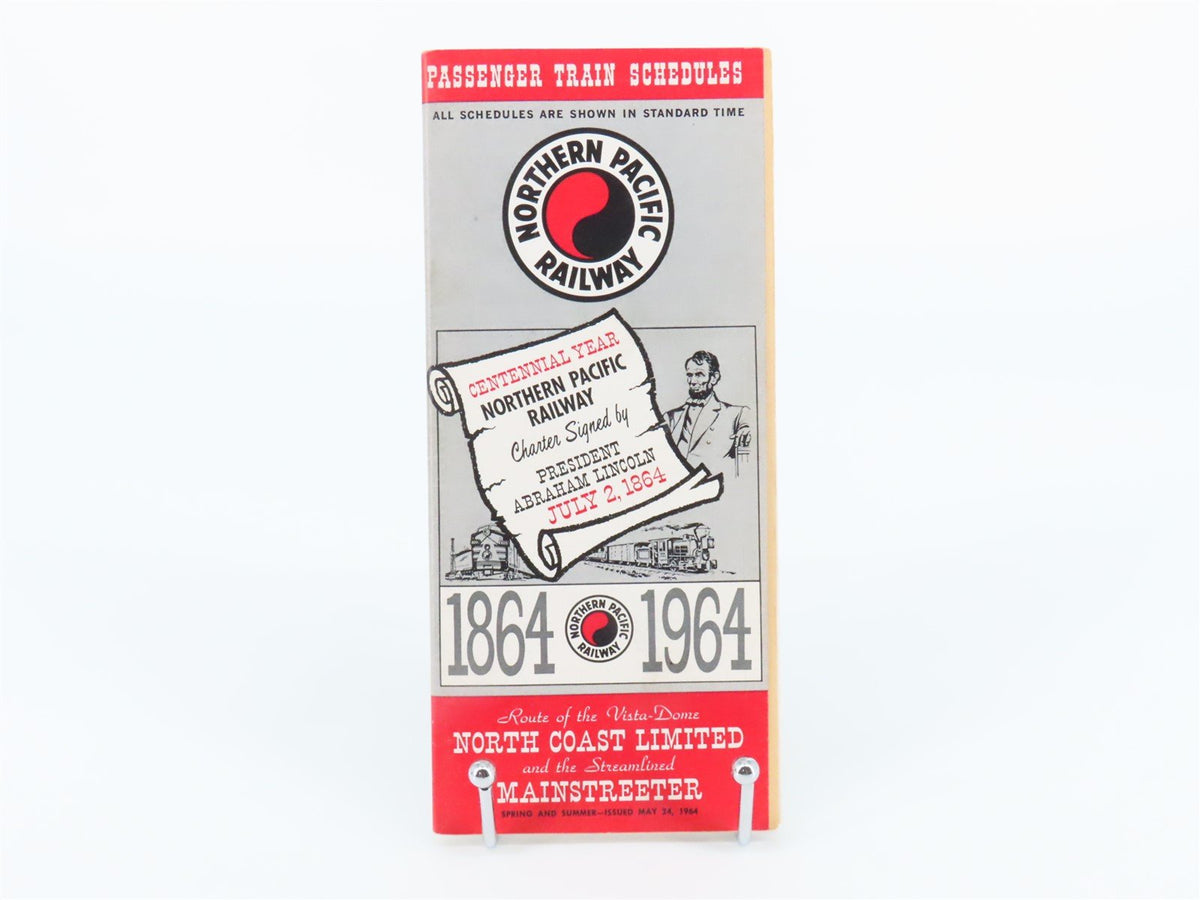 PASSENGER TRAIN SCHEDULES
ALL SCHEDULES ARE SHOWN IN STANDARD TIME
NORTHERN PACIFIC
RAILWAY
CENTENNIAL YEAR
NORTHERN PACIFIC
RAILWAY
Charter Signed by
PRESIDENT
ABRAHAM LINCOLN
JULY 2, 1864
1864
NORTHERN PACIFIC
RAILWAY
1964
Route of the Vista-Dome
NORTH COAST LIMITED
and the Streamlined
MAINSTREETER
SPRING AND SUMMER—ISSUED MAY 24, 1964